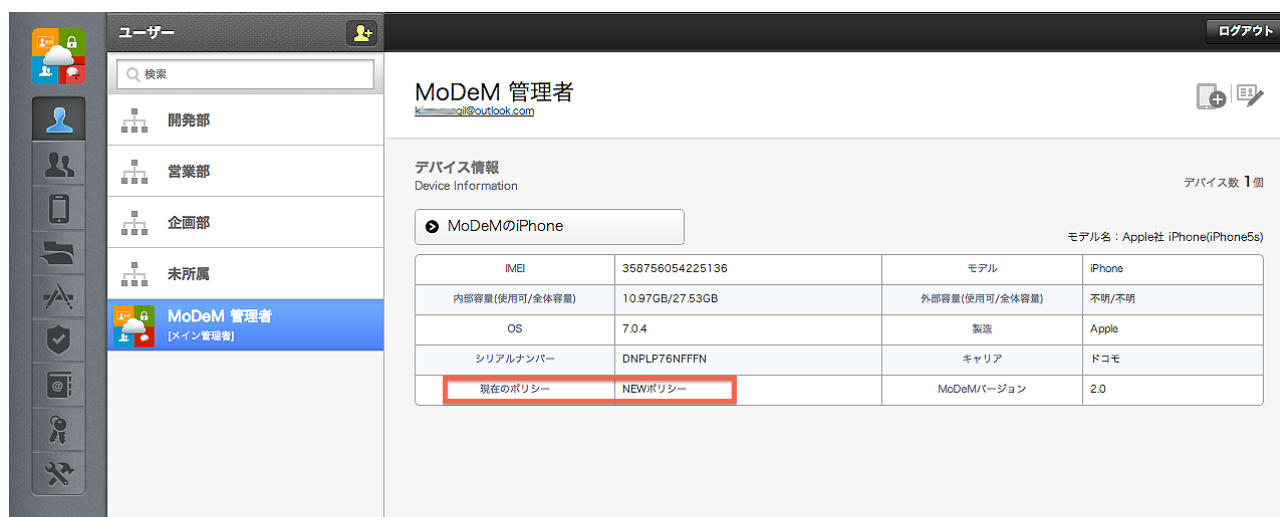 ユーザー
ログアウト
検索
開発部
営業部
企画部
未所属
MoDeM 管理者
[メイン管理者]
MoDeM 管理者
gil@outlook.com
デバイス情報
Device Information
デバイス数 1個
MoDeMのiPhone
モデル名：Apple社 iPhone(iPhone5s)
IMEI 358756054225136 モデル iPhone
内部容量(使用可/全体容量) 10.97GB/27.53GB 外部容量(使用可/全体容量) 不明/不明
OS 7.0.4 製造 Apple
シリアルナンバー DNPLP76NFFFN キャリア ドコモ
現在のポリシー NEWポリシー MoDeMバージョン 2.0